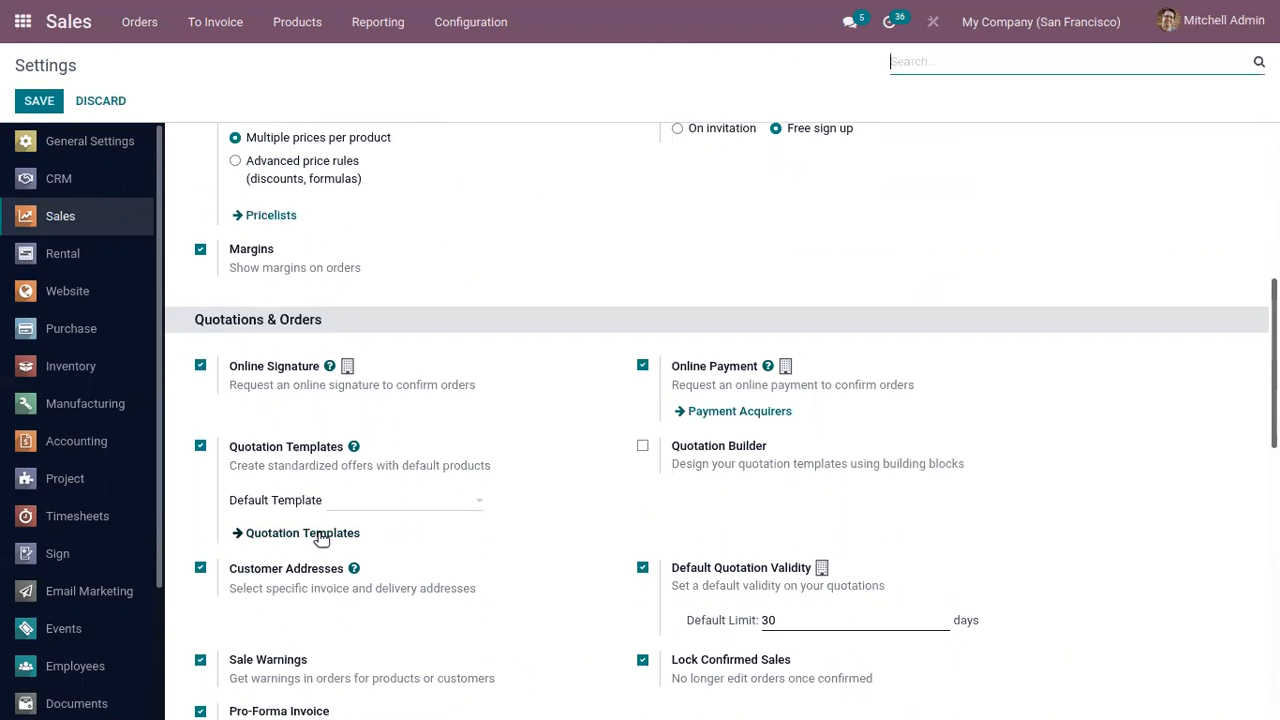 Sales Orders To Invoice Products Reporting Configuration 5 36 My Company (San Francisco) Mitchell Admin
Settings Search...
SAVE DISCARD
General Settings
CRM
Sales
Rental
Website
Purchase
Inventory
Manufacturing
Accounting
Project
Timesheets
Sign
Email Marketing
Events
Employees
Documents
Multiple prices per product
On invitation Free sign up
Advanced price rules
(discounts, formulas)
Pricelists
Margins
Show margins on orders
Quotations & Orders
Online Signature ?
Request an online signature to confirm orders
Online Payment ?
Request an online payment to confirm orders
Payment Acquirers
Quotation Templates ?
Create standardized offers with default products
Default Template
Quotation Templates
Quotation Builder
Design your quotation templates using building blocks
Customer Addresses ?
Select specific invoice and delivery addresses
Default Quotation Validity
Set a default validity on your quotations
Default Limit: 30 days
Sale Warnings
Get warnings in orders for products or customers
Lock Confirmed Sales
No longer edit orders once confirmed
Pro-Forma Invoice